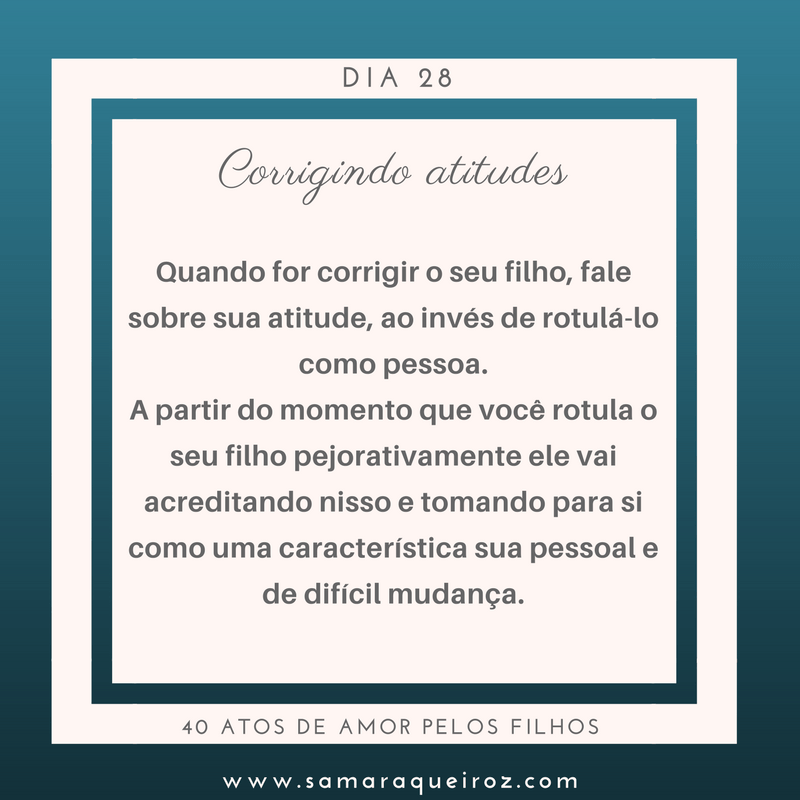 DIA 28
Corrigindo atitudes
Quando for corrigir o seu filho, fale
sobre sua atitude, ao invés de rotulá-lo
como pessoa.
A partir do momento que você rotula o
seu filho pejorativamente ele vai
acreditando nisso e tomando para si
como uma característica sua pessoal e
de difícil mudança.
40 ATOS DE AMOR PELOS FILHOS
www.samaraqueiroz.com